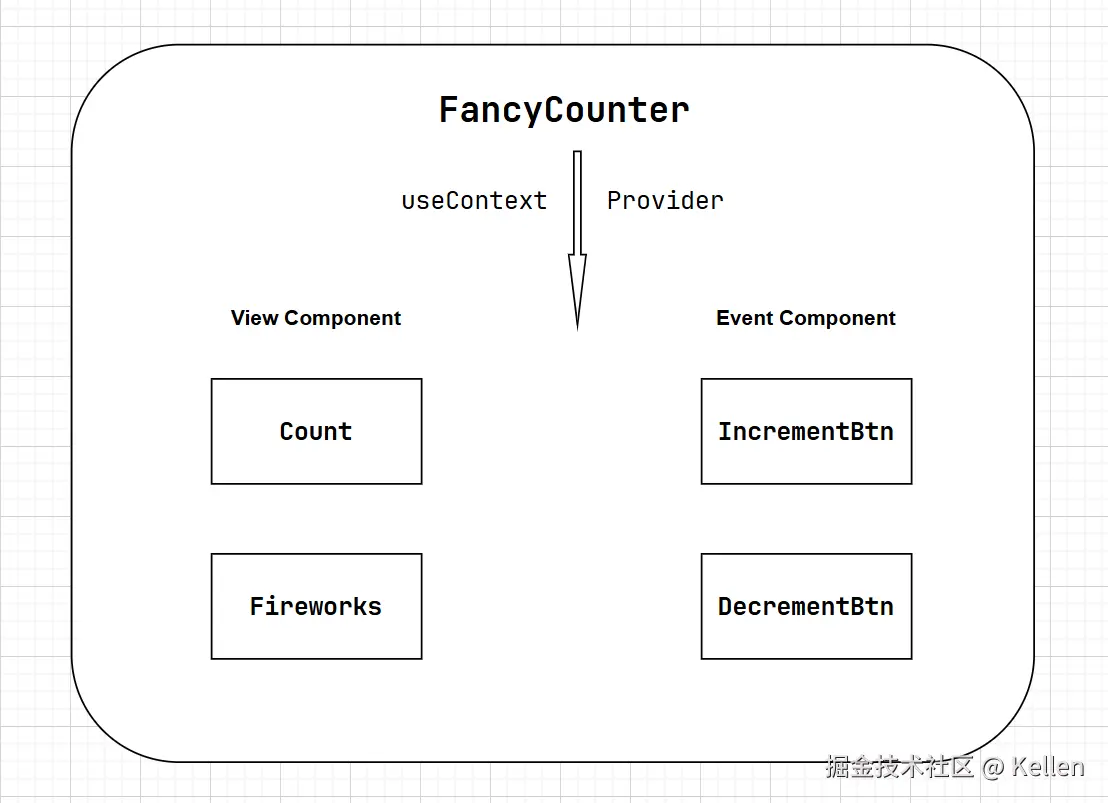 FancyCounter
useContext Provider
View Component
Event Component
Count
IncrementBtn
Fireworks
DecrementBtn
掘金技术社区 @ Kellen